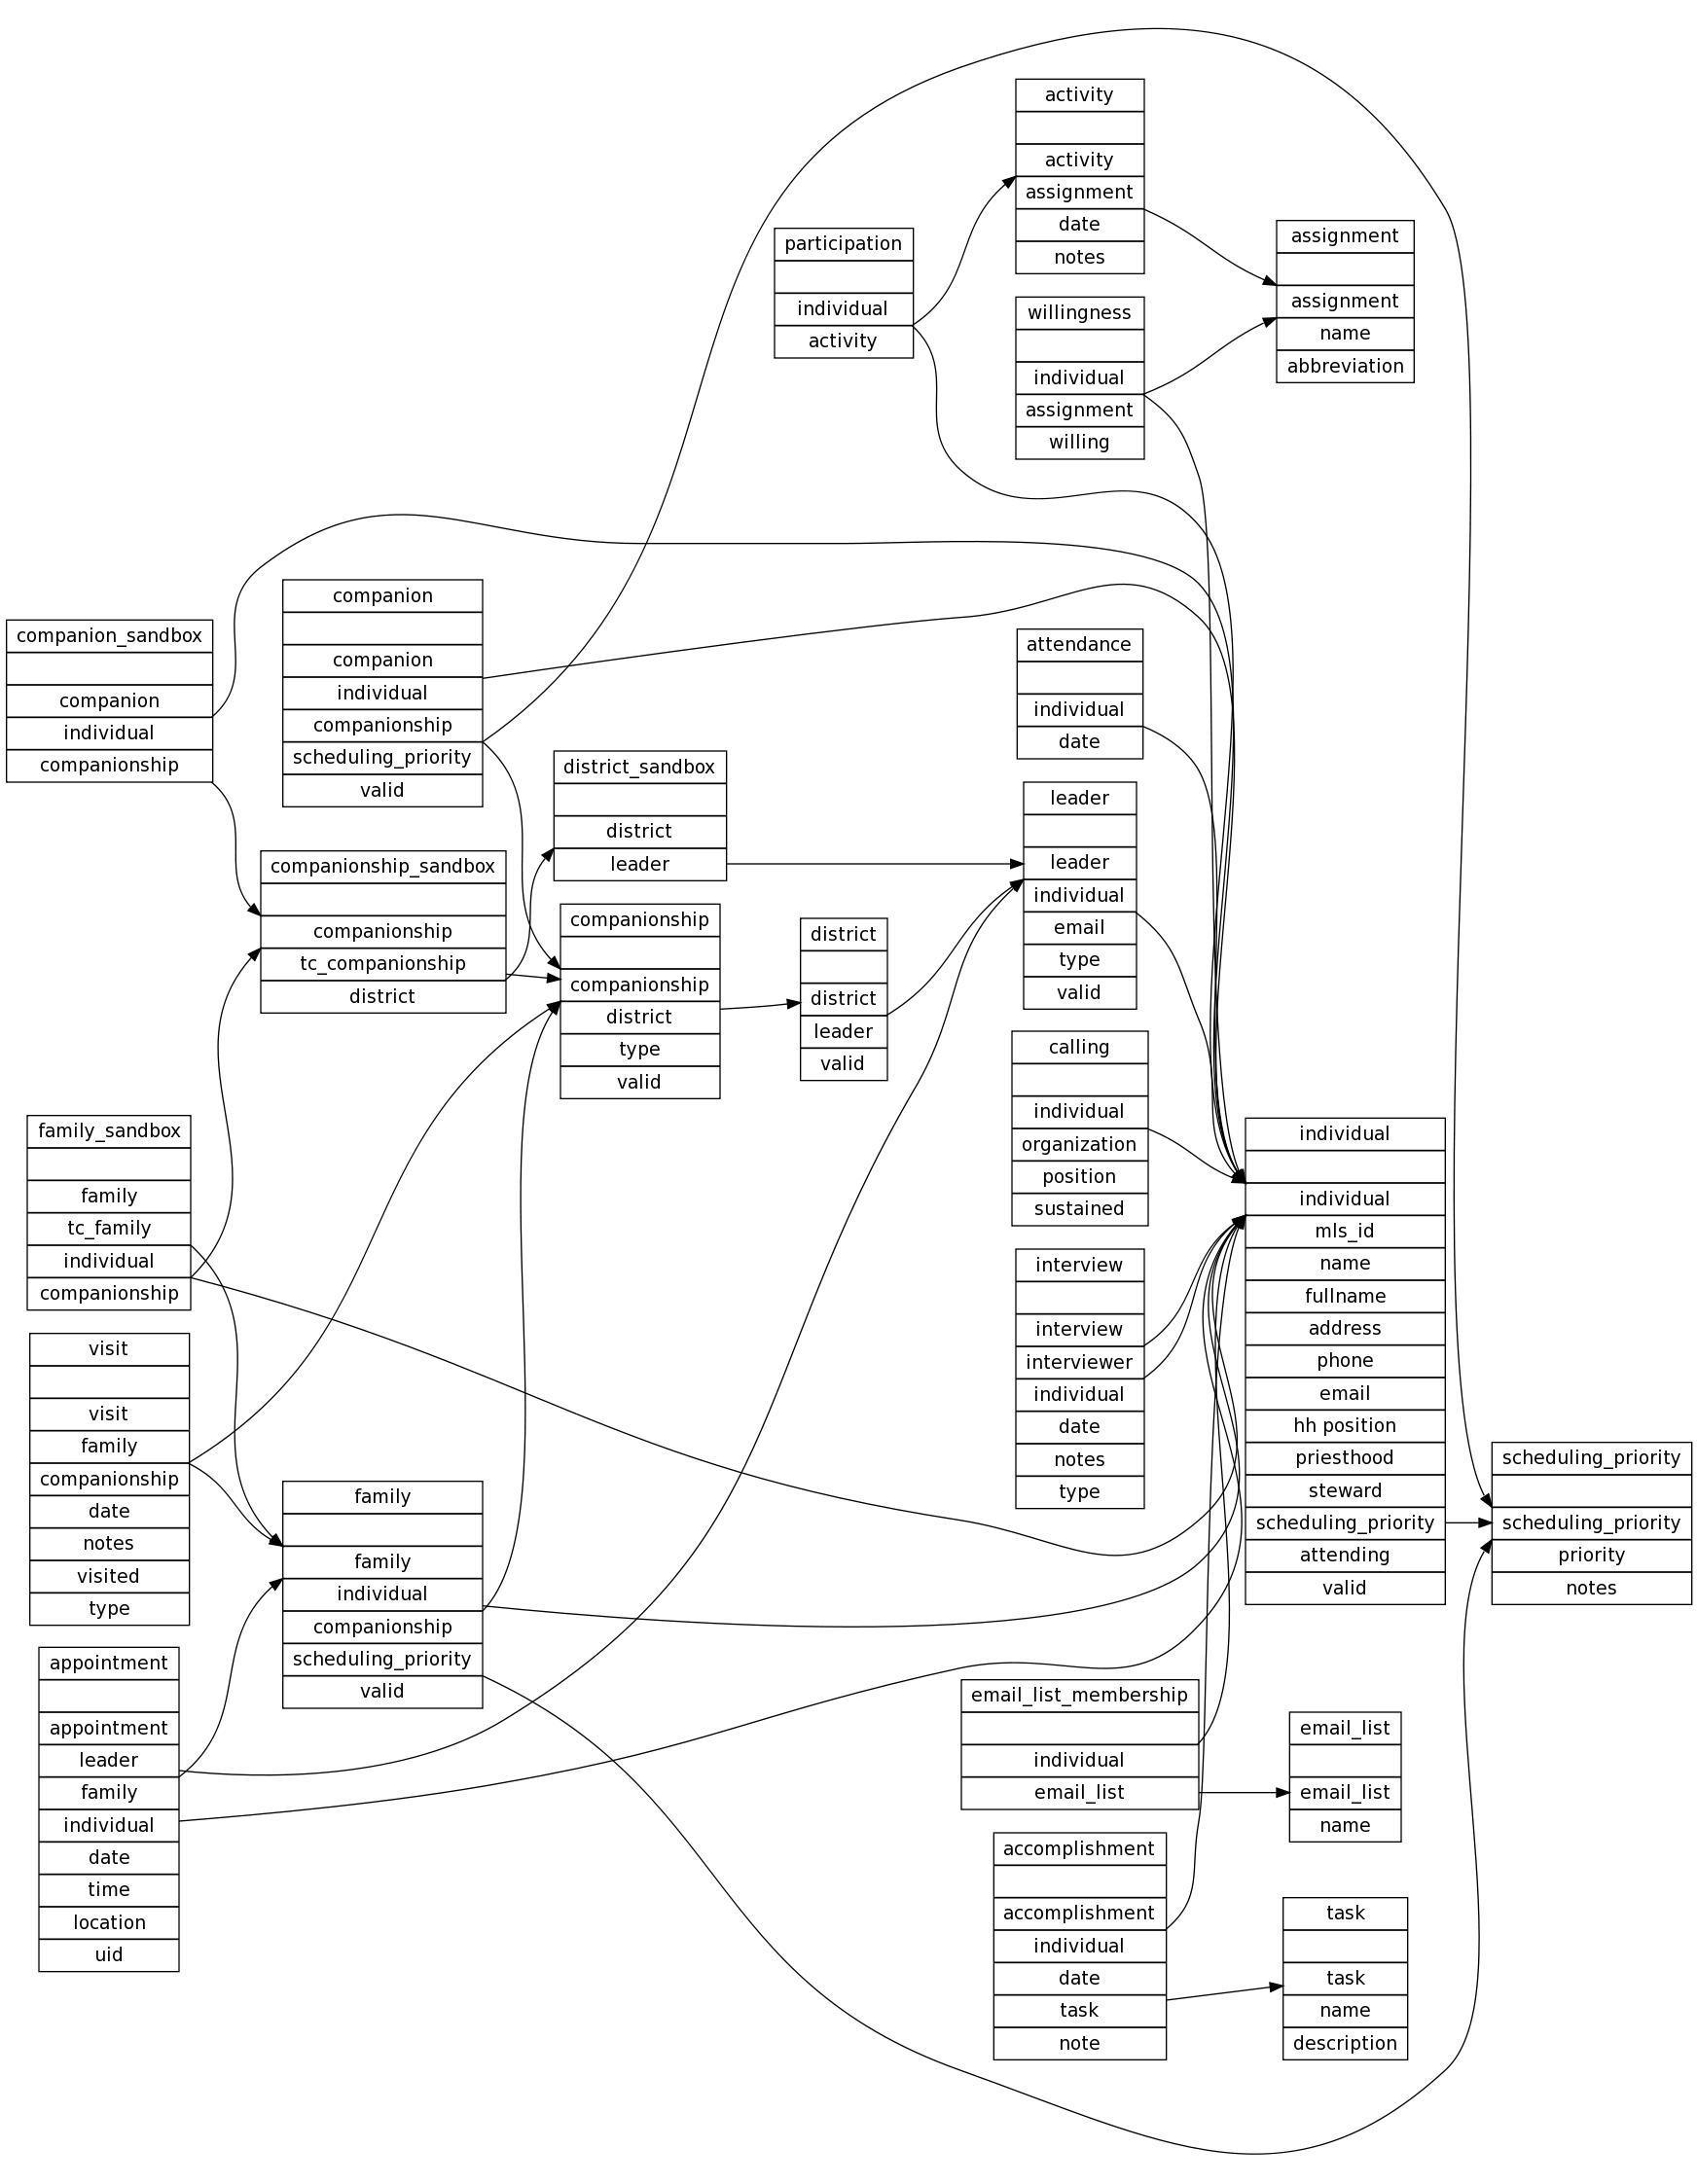 activity
activity
assignment
date
notes
participation
individual
activity
assignment
assignment
name
abbreviation
willingness
individual
assignment
willing
companion_sandbox
companion
individual
companionship
companion
companion
individual
companionship
scheduling_priority
valid
attendance
individual
date
district_sandbox
district
leader
leader
leader
individual
email
type
valid
companionship_sandbox
companionship
tc_companionship
district
companionship
companionship
district
type
valid
district
district
leader
valid
calling
individual
organization
position
sustained
family_sandbox
family
tc_family
individual
companionship
individual
individual
mls_id
name
fullname
address
phone
email
hh position
priesthood
steward
scheduling_priority
attending
valid
interview
interview
interviewer
individual
date
notes
type
visit
visit
family
companionship
date
notes
visited
type
scheduling_priority
scheduling_priority
priority
notes
family
family
individual
companionship
scheduling_priority
valid
appointment
appointment
leader
family
individual
date
time
location
uid
email_list_membership
individual
email_list
email_list
email_list
name
accomplishment
accomplishment
individual
date
task
note
task
task
name
description